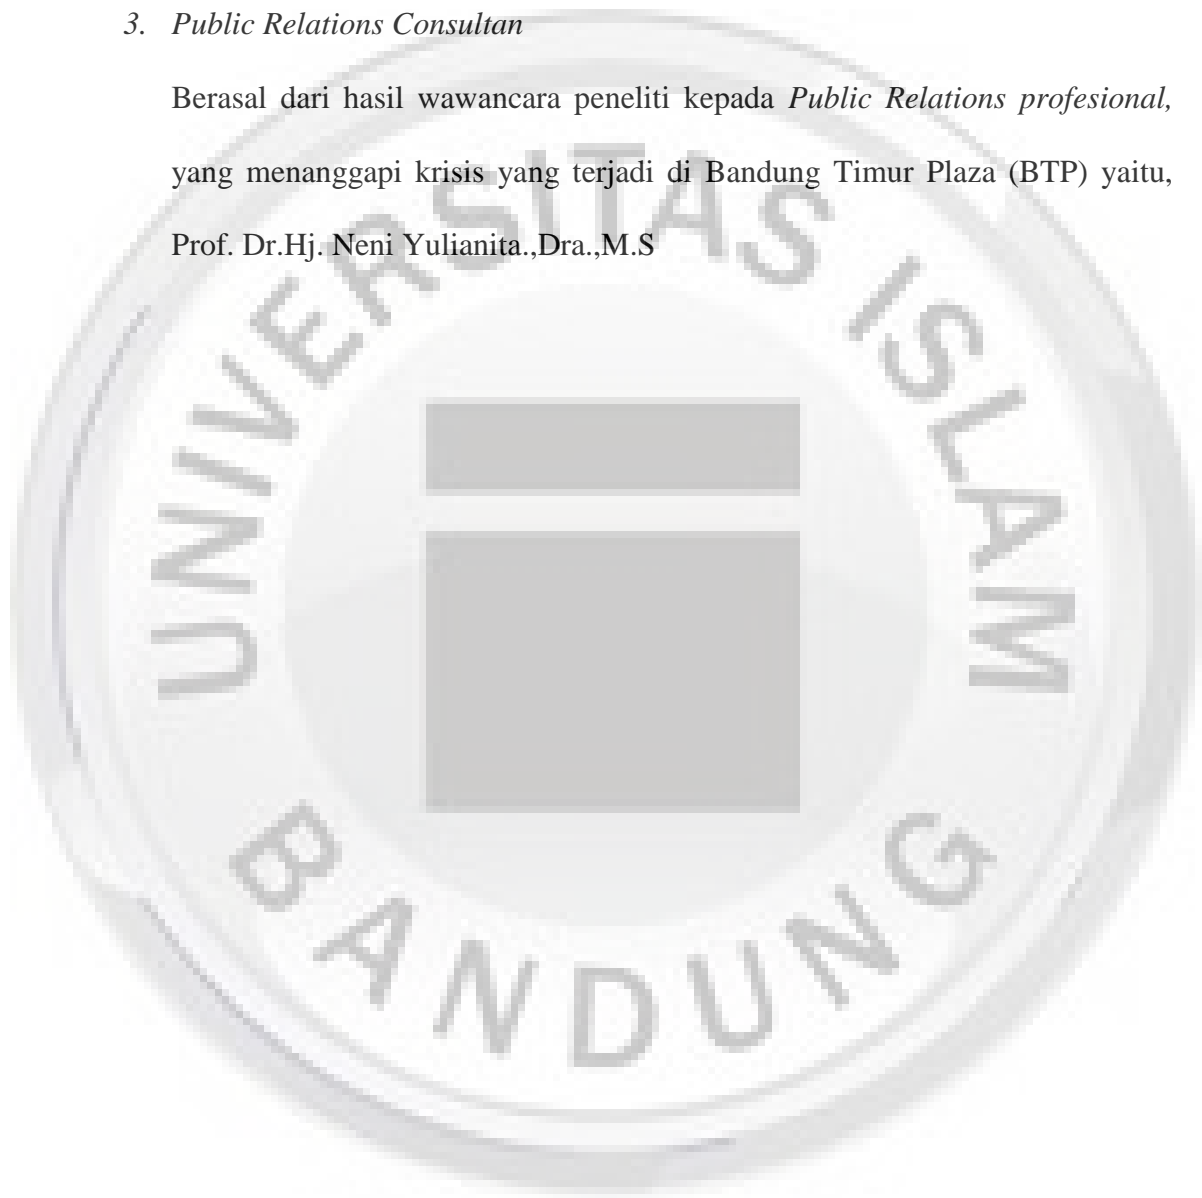 3. Public Relations Consultan
Berasal dari hasil wawancara peneliti kepada Public Relations profesional,
yang menanggapi krisis yang terjadi di Bandung Timur Plaza (BTP) yaitu,
Prof. Dr.Hj. Neni Yulianita.,Dra.,M.S
UNIVERSITAS ISLAM
BANDUNG